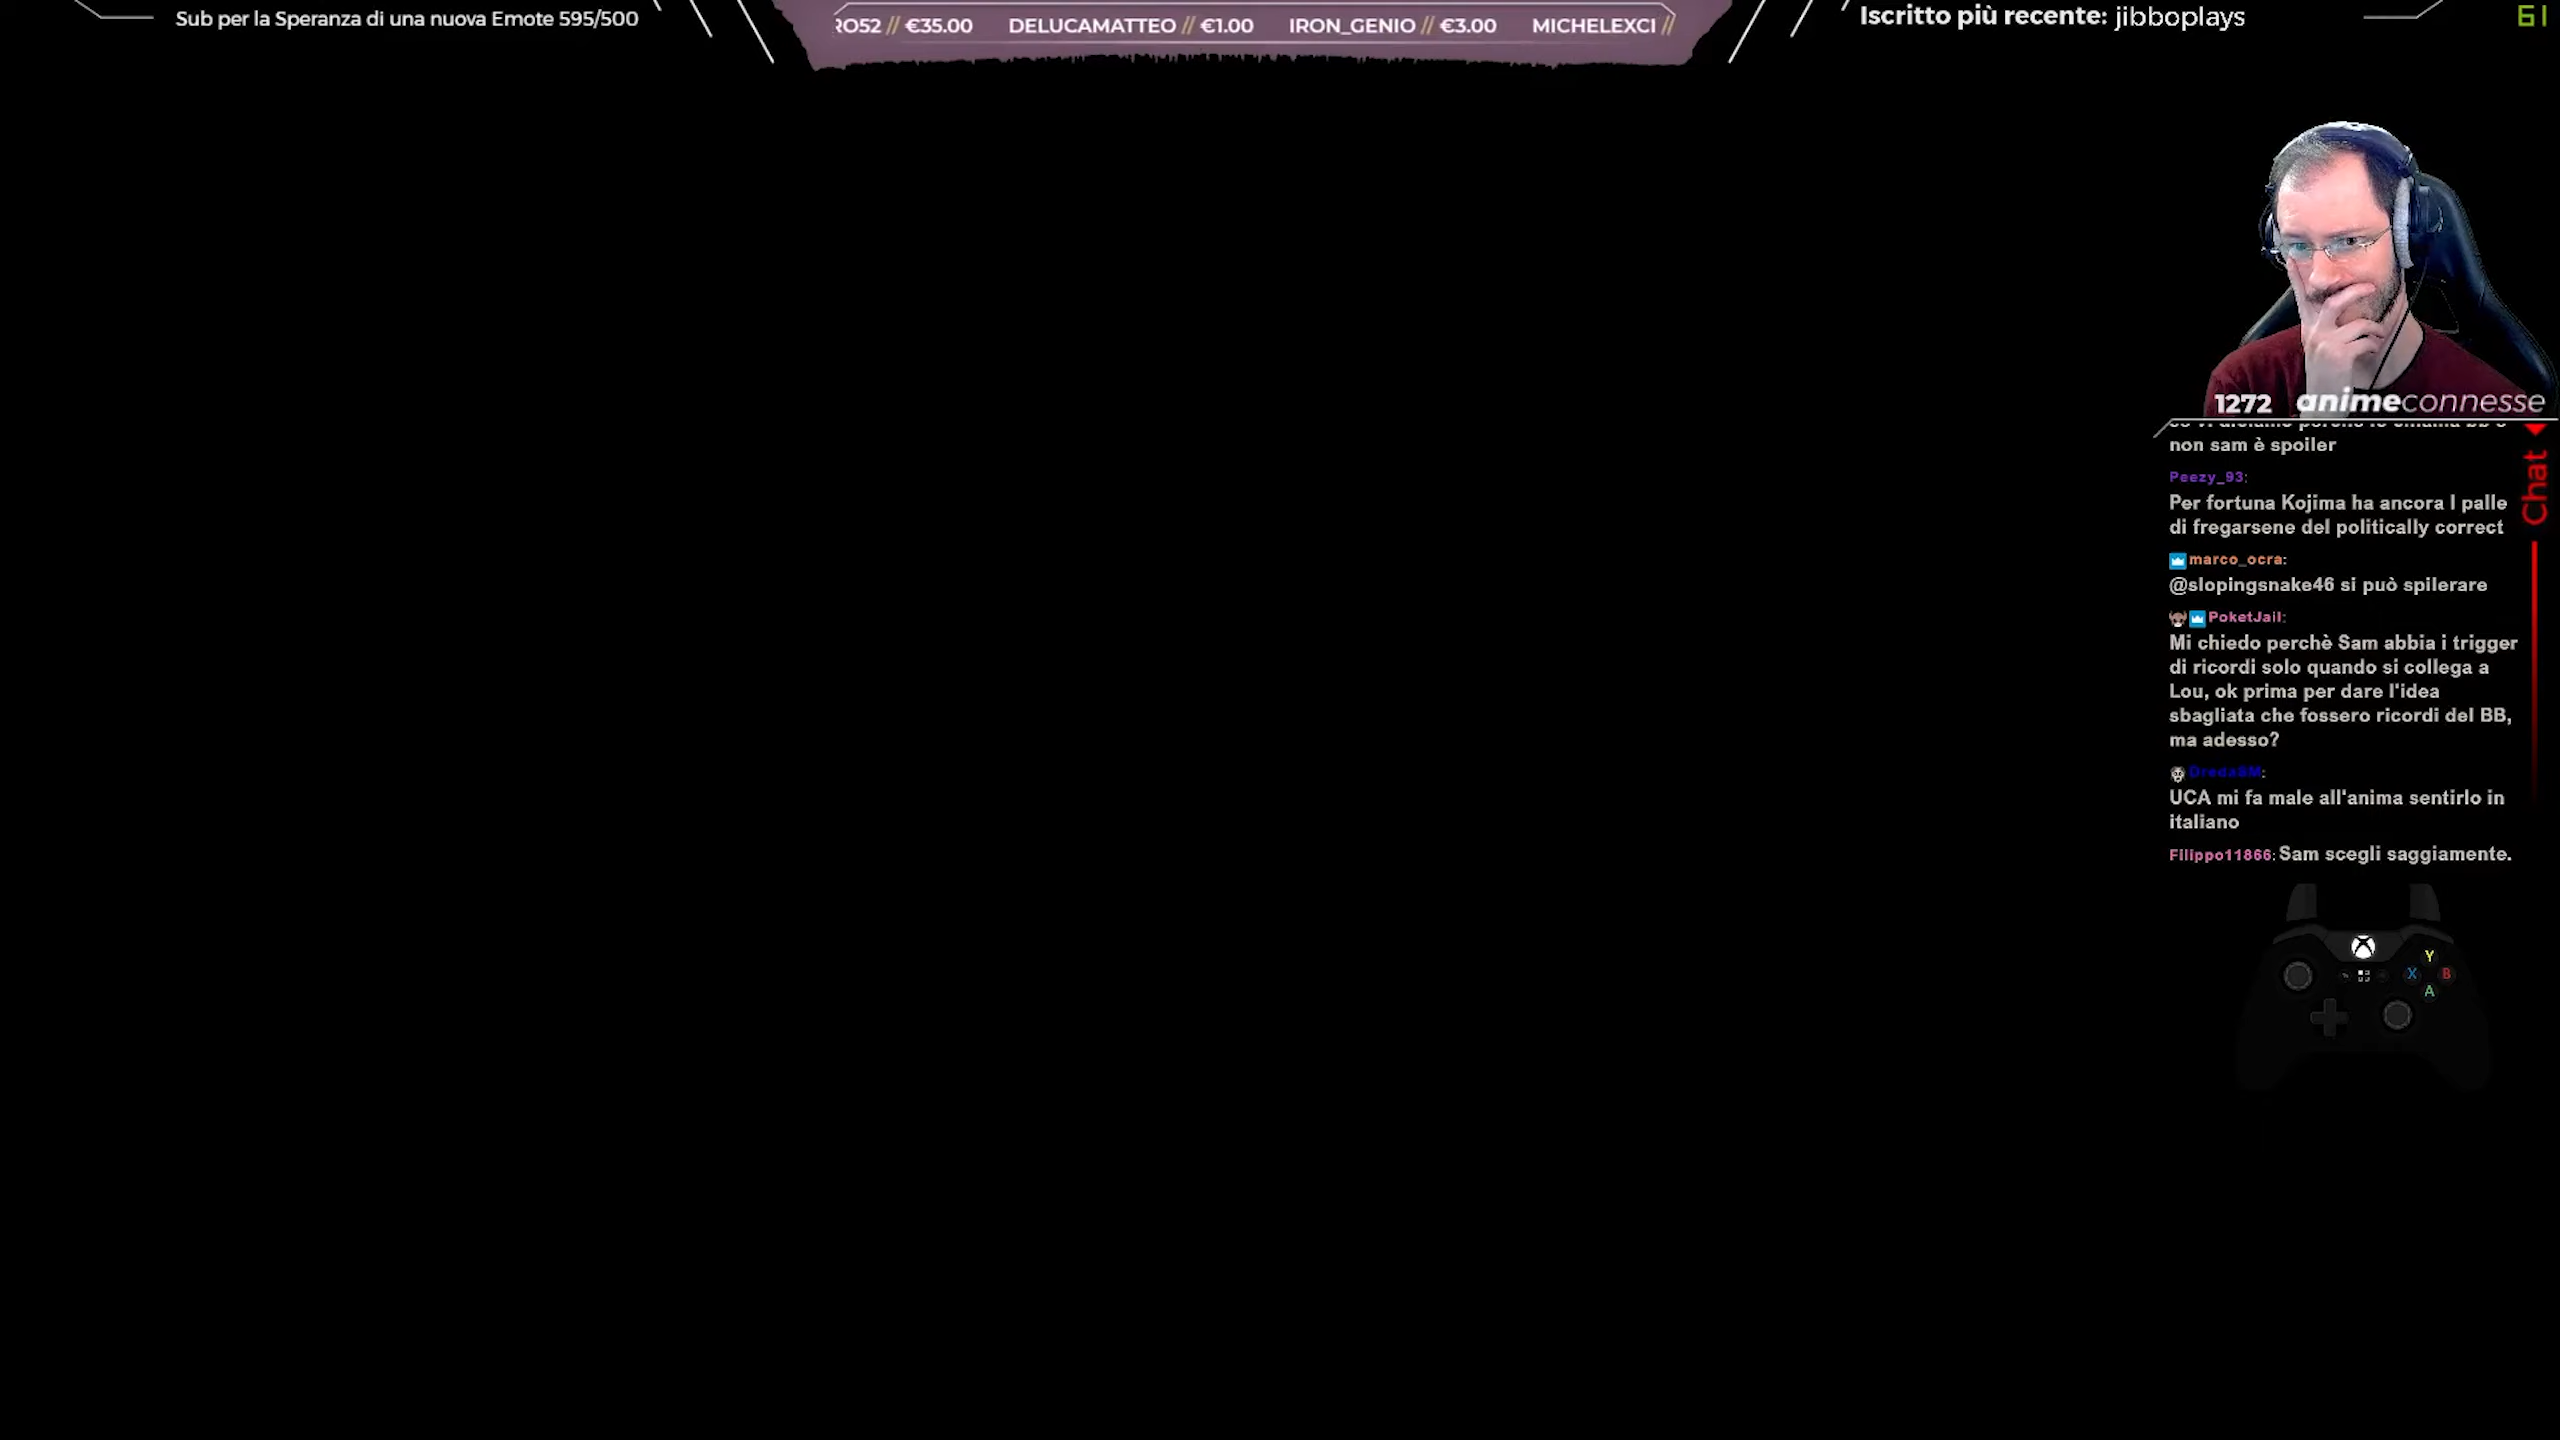 Sub per la Speranza di una nuova Emote 595/500
RO52 // €35.00 DELUCAMATTEO // €1.00 IRON_GENIO // €3.00 MICHELEXCI //
Iscritto più recente: jibboplays
61
1272 animeconnesse
Chat
non sam è spoiler
Peezy_93:
Per fortuna Kojima ha ancora l palle
di fregarsene del politically correct
marco_ocra:
@slopingsnake46 si può spilerare
PoketJail:
Mi chiedo perchè Sam abbia i trigger
di ricordi solo quando si collega a
Lou, ok prima per dare l'idea
sbagliata che fossero ricordi del BB,
ma adesso?
DredaSM:
UCA mi fa male all'anima sentirlo in
italiano
Filippo11866: Sam scegli saggiamente.
Y
X B
A